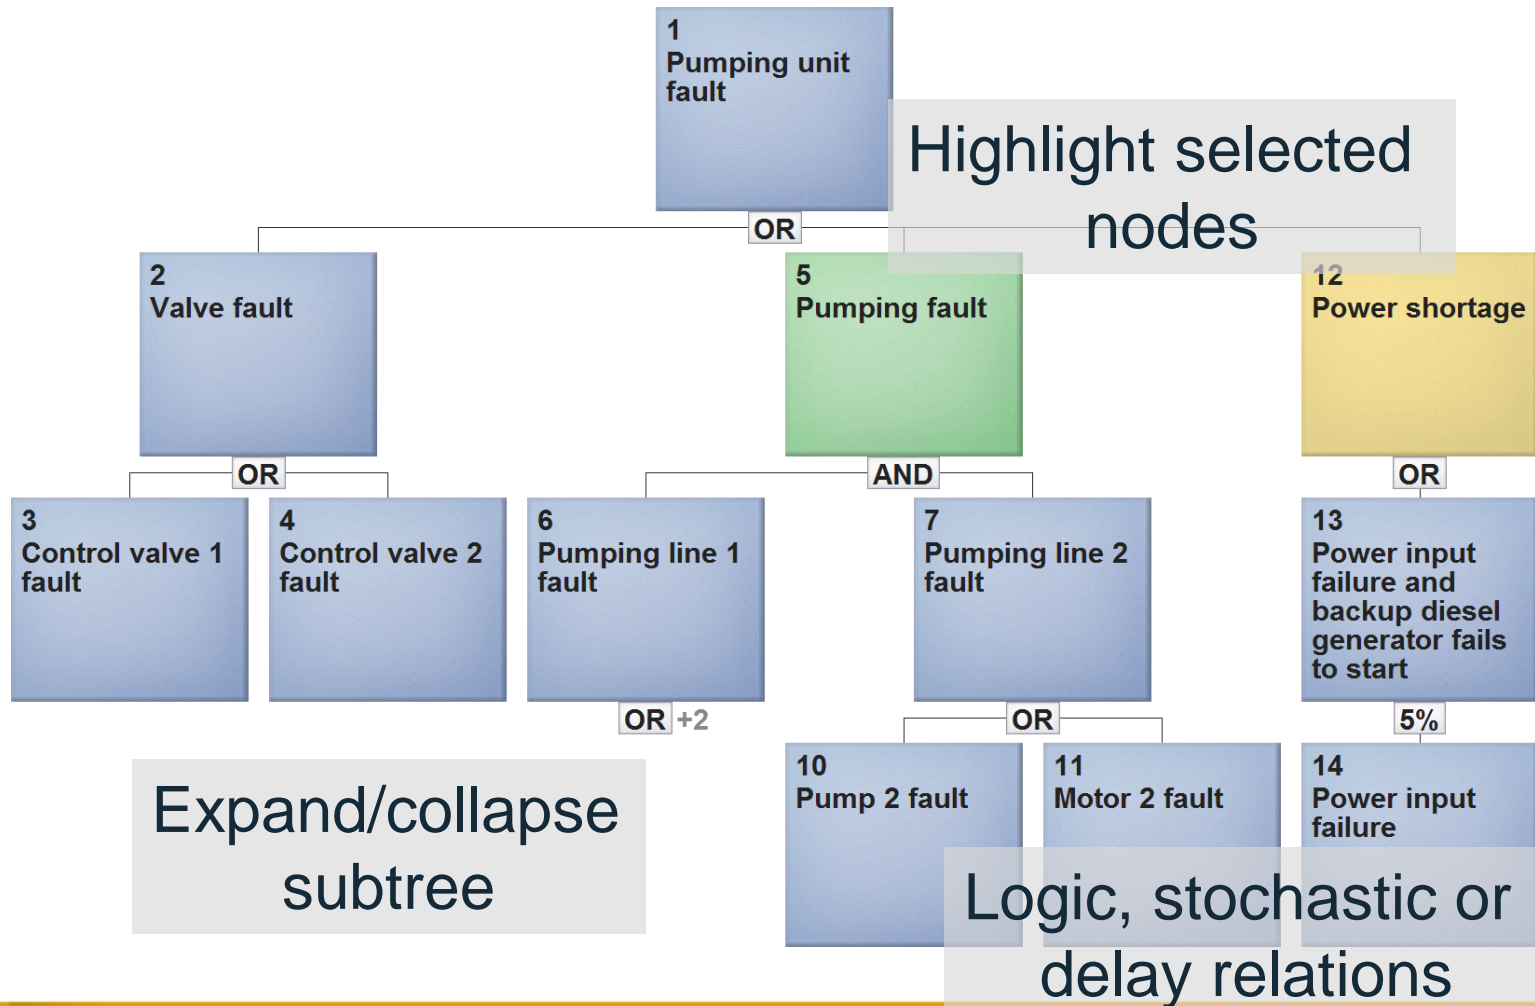 1
Pumping unit
fault
Highlight selected
nodes
OR
2
Valve fault
5
Pumping fault
12
Power shortage
OR
AND
OR
3
Control valve 1
fault
4
Control valve 2
fault
6
Pumping line 1
fault
7
Pumping line 2
fault
13
Power input
failure and
backup diesel
generator fails
to start
OR +2
OR
5%
10
Pump 2 fault
11
Motor 2 fault
14
Power input
failure
Expand/collapse
subtree
Logic, stochastic or
delay relations